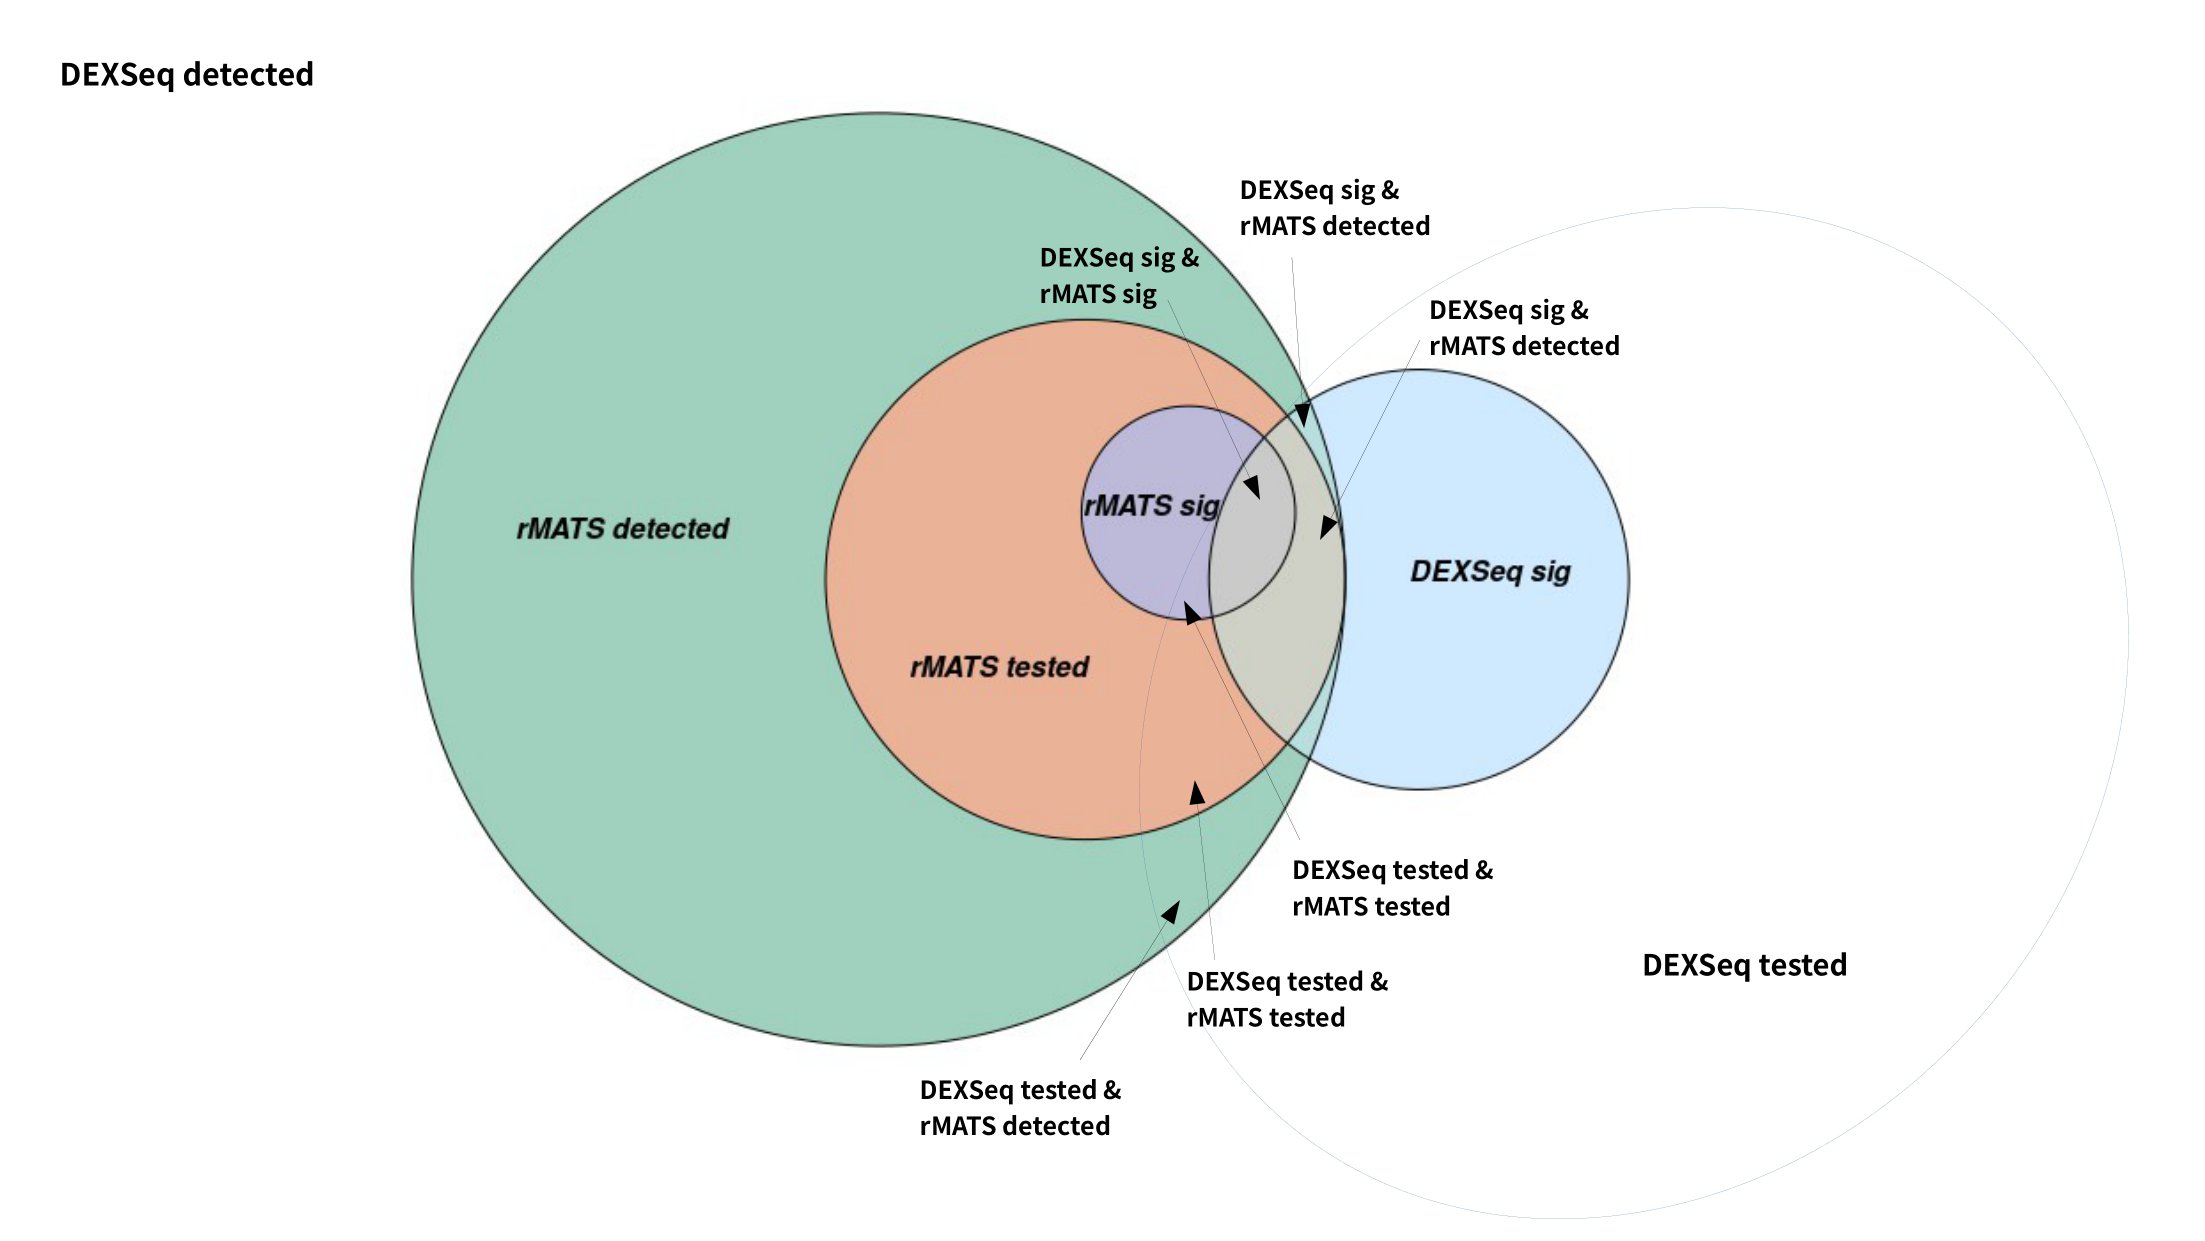 DEXSeq detected
DEXSeq sig &
rMATS detected
DEXSeq sig &
rMATS sig
DEXSeq sig &
rMATS detected
rMATS sig
rMATS detected
DEXSeq sig
rMATS tested
DEXSeq tested &
rMATS tested
DEXSeq tested
DEXSeq tested &
rMATS tested
DEXSeq tested &
rMATS detected